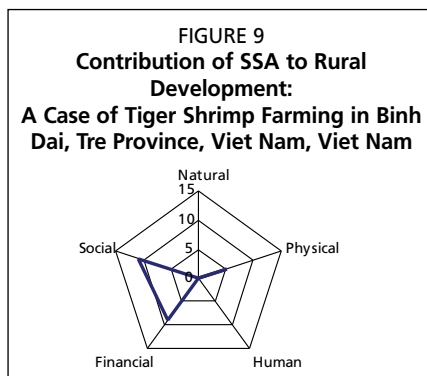 FIGURE 9
Contribution of SSA to Rural
Development:
A Case of Tiger Shrimp Farming in Binh
Dai, Tre Province, Viet Nam, Viet Nam
Natural
15
10
5
0
Social
Physical
Financial
Human